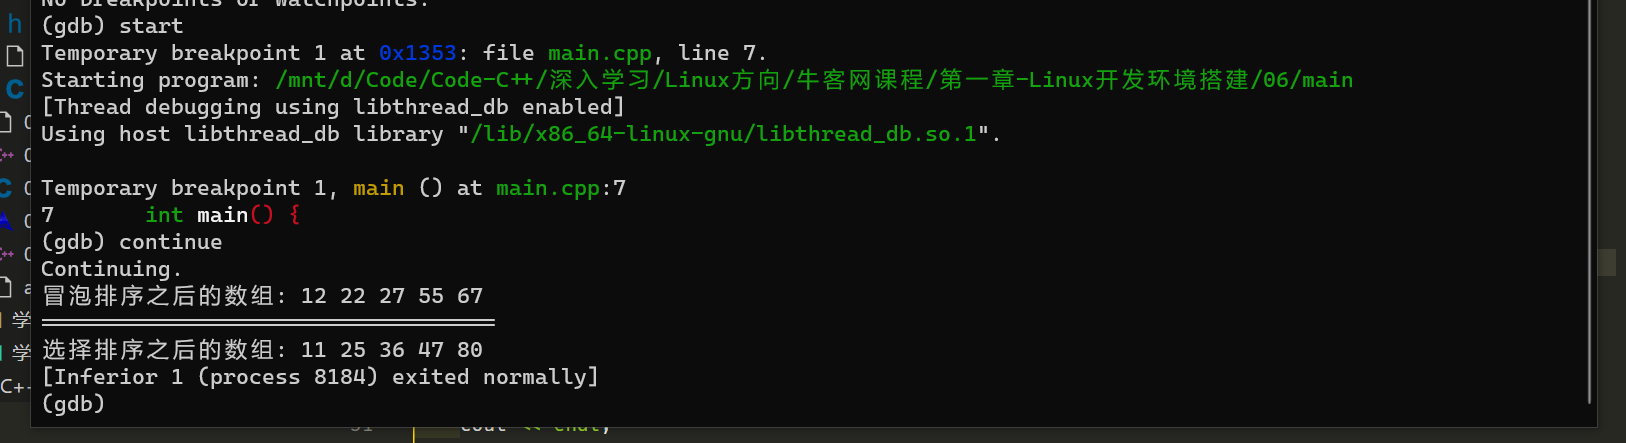 No breakpoints or watchpoints.
(gdb) start
Temporary breakpoint 1 at 0x1353: file main.cpp, line 7.
Starting program: /mnt/d/Code/Code-C++/深入学习/Linux方向/牛客网课程/第一章-Linux开发环境搭建/06/main
[Thread debugging using libthread_db enabled]
Using host libthread_db library "/lib/x86_64-linux-gnu/libthread_db.so.1".
Temporary breakpoint 1, main () at main.cpp:7
7 int main() {
(gdb) continue
Continuing.
冒泡排序之后的数组: 12 22 27 55 67
===================================
选择排序之后的数组: 11 25 36 47 80
[Inferior 1 (process 8184) exited normally]
(gdb)
h
C
C++
学
学
C++
cout << endl;